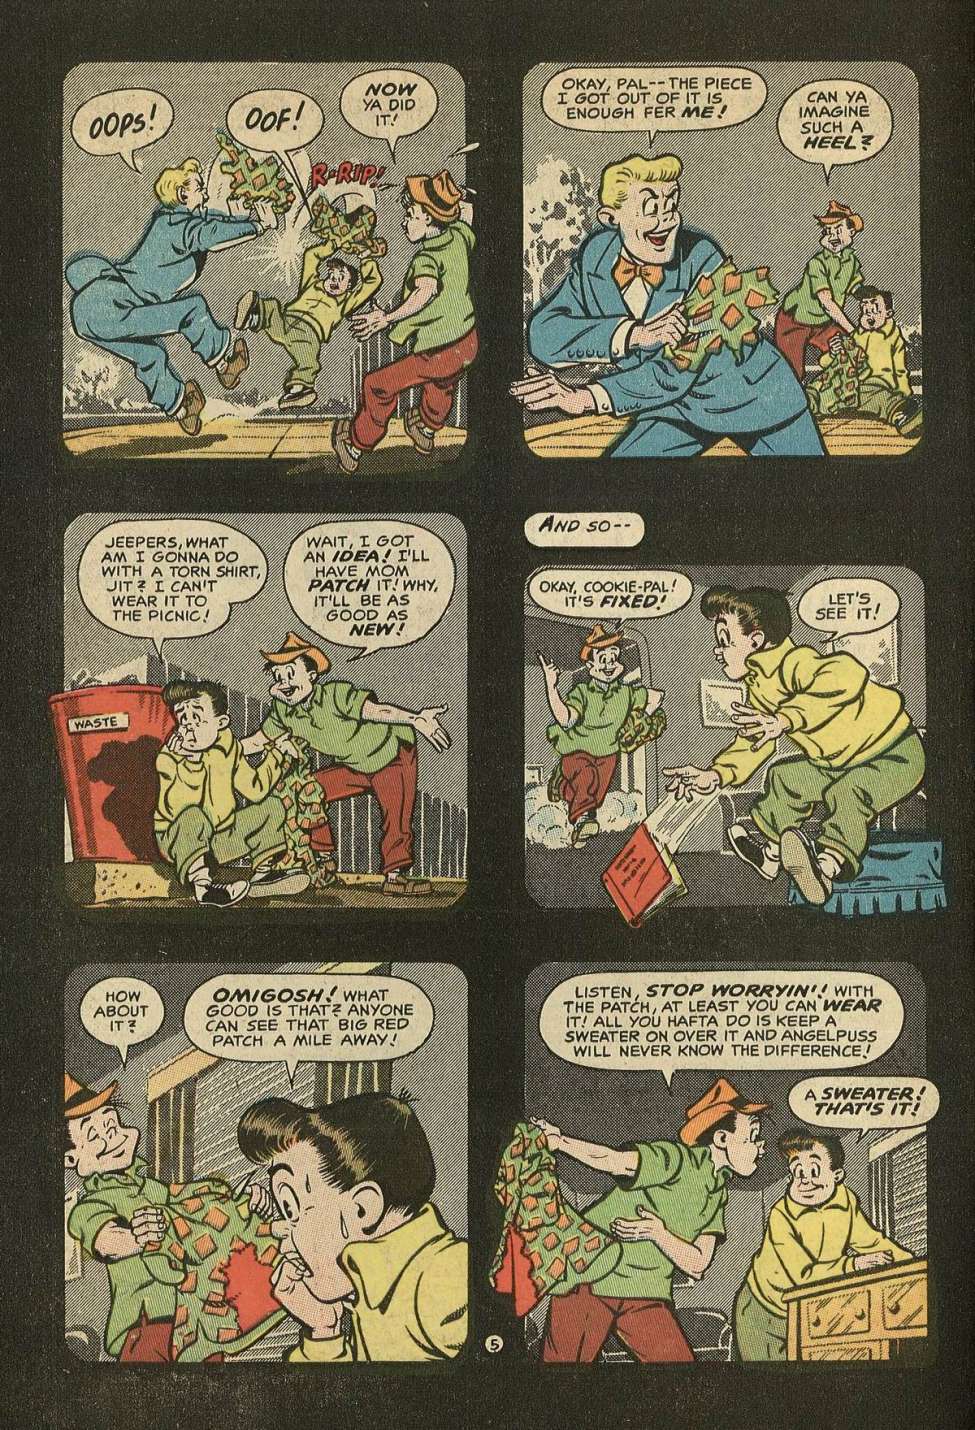 OOPS!
OOF!
NOW
YA DID
IT!
R-RIP!
OKAY, PAL--THE PIECE
I GOT OUT OF IT IS
ENOUGH FER ME!
CAN YA
IMAGINE
SUCH A
HEEL?
JEEPERS, WHAT
AM I GONNA DO
WITH A TORN SHIRT,
JIT? I CAN'T
WEAR IT TO
THE PICNIC!
WAIT, I GOT
AN IDEA! I'LL
HAVE MOM
PATCH IT! WHY,
IT'LL BE AS
GOOD AS
NEW!
WASTE
AND SO--
OKAY, COOKIE-PAL!
IT'S FIXED!
LET'S
SEE IT!
HOW
ABOUT
IT?
OMIGOSH! WHAT
GOOD IS THAT? ANYONE
CAN SEE THAT BIG RED
PATCH A MILE AWAY!
LISTEN, STOP WORRYIN'! WITH
THE PATCH, AT LEAST YOU CAN WEAR
IT! ALL YOU HAFTA DO IS KEEP A
SWEATER ON OVER IT AND ANGELPUSS
WILL NEVER KNOW THE DIFFERENCE!
A SWEATER!
THAT'S IT!
5